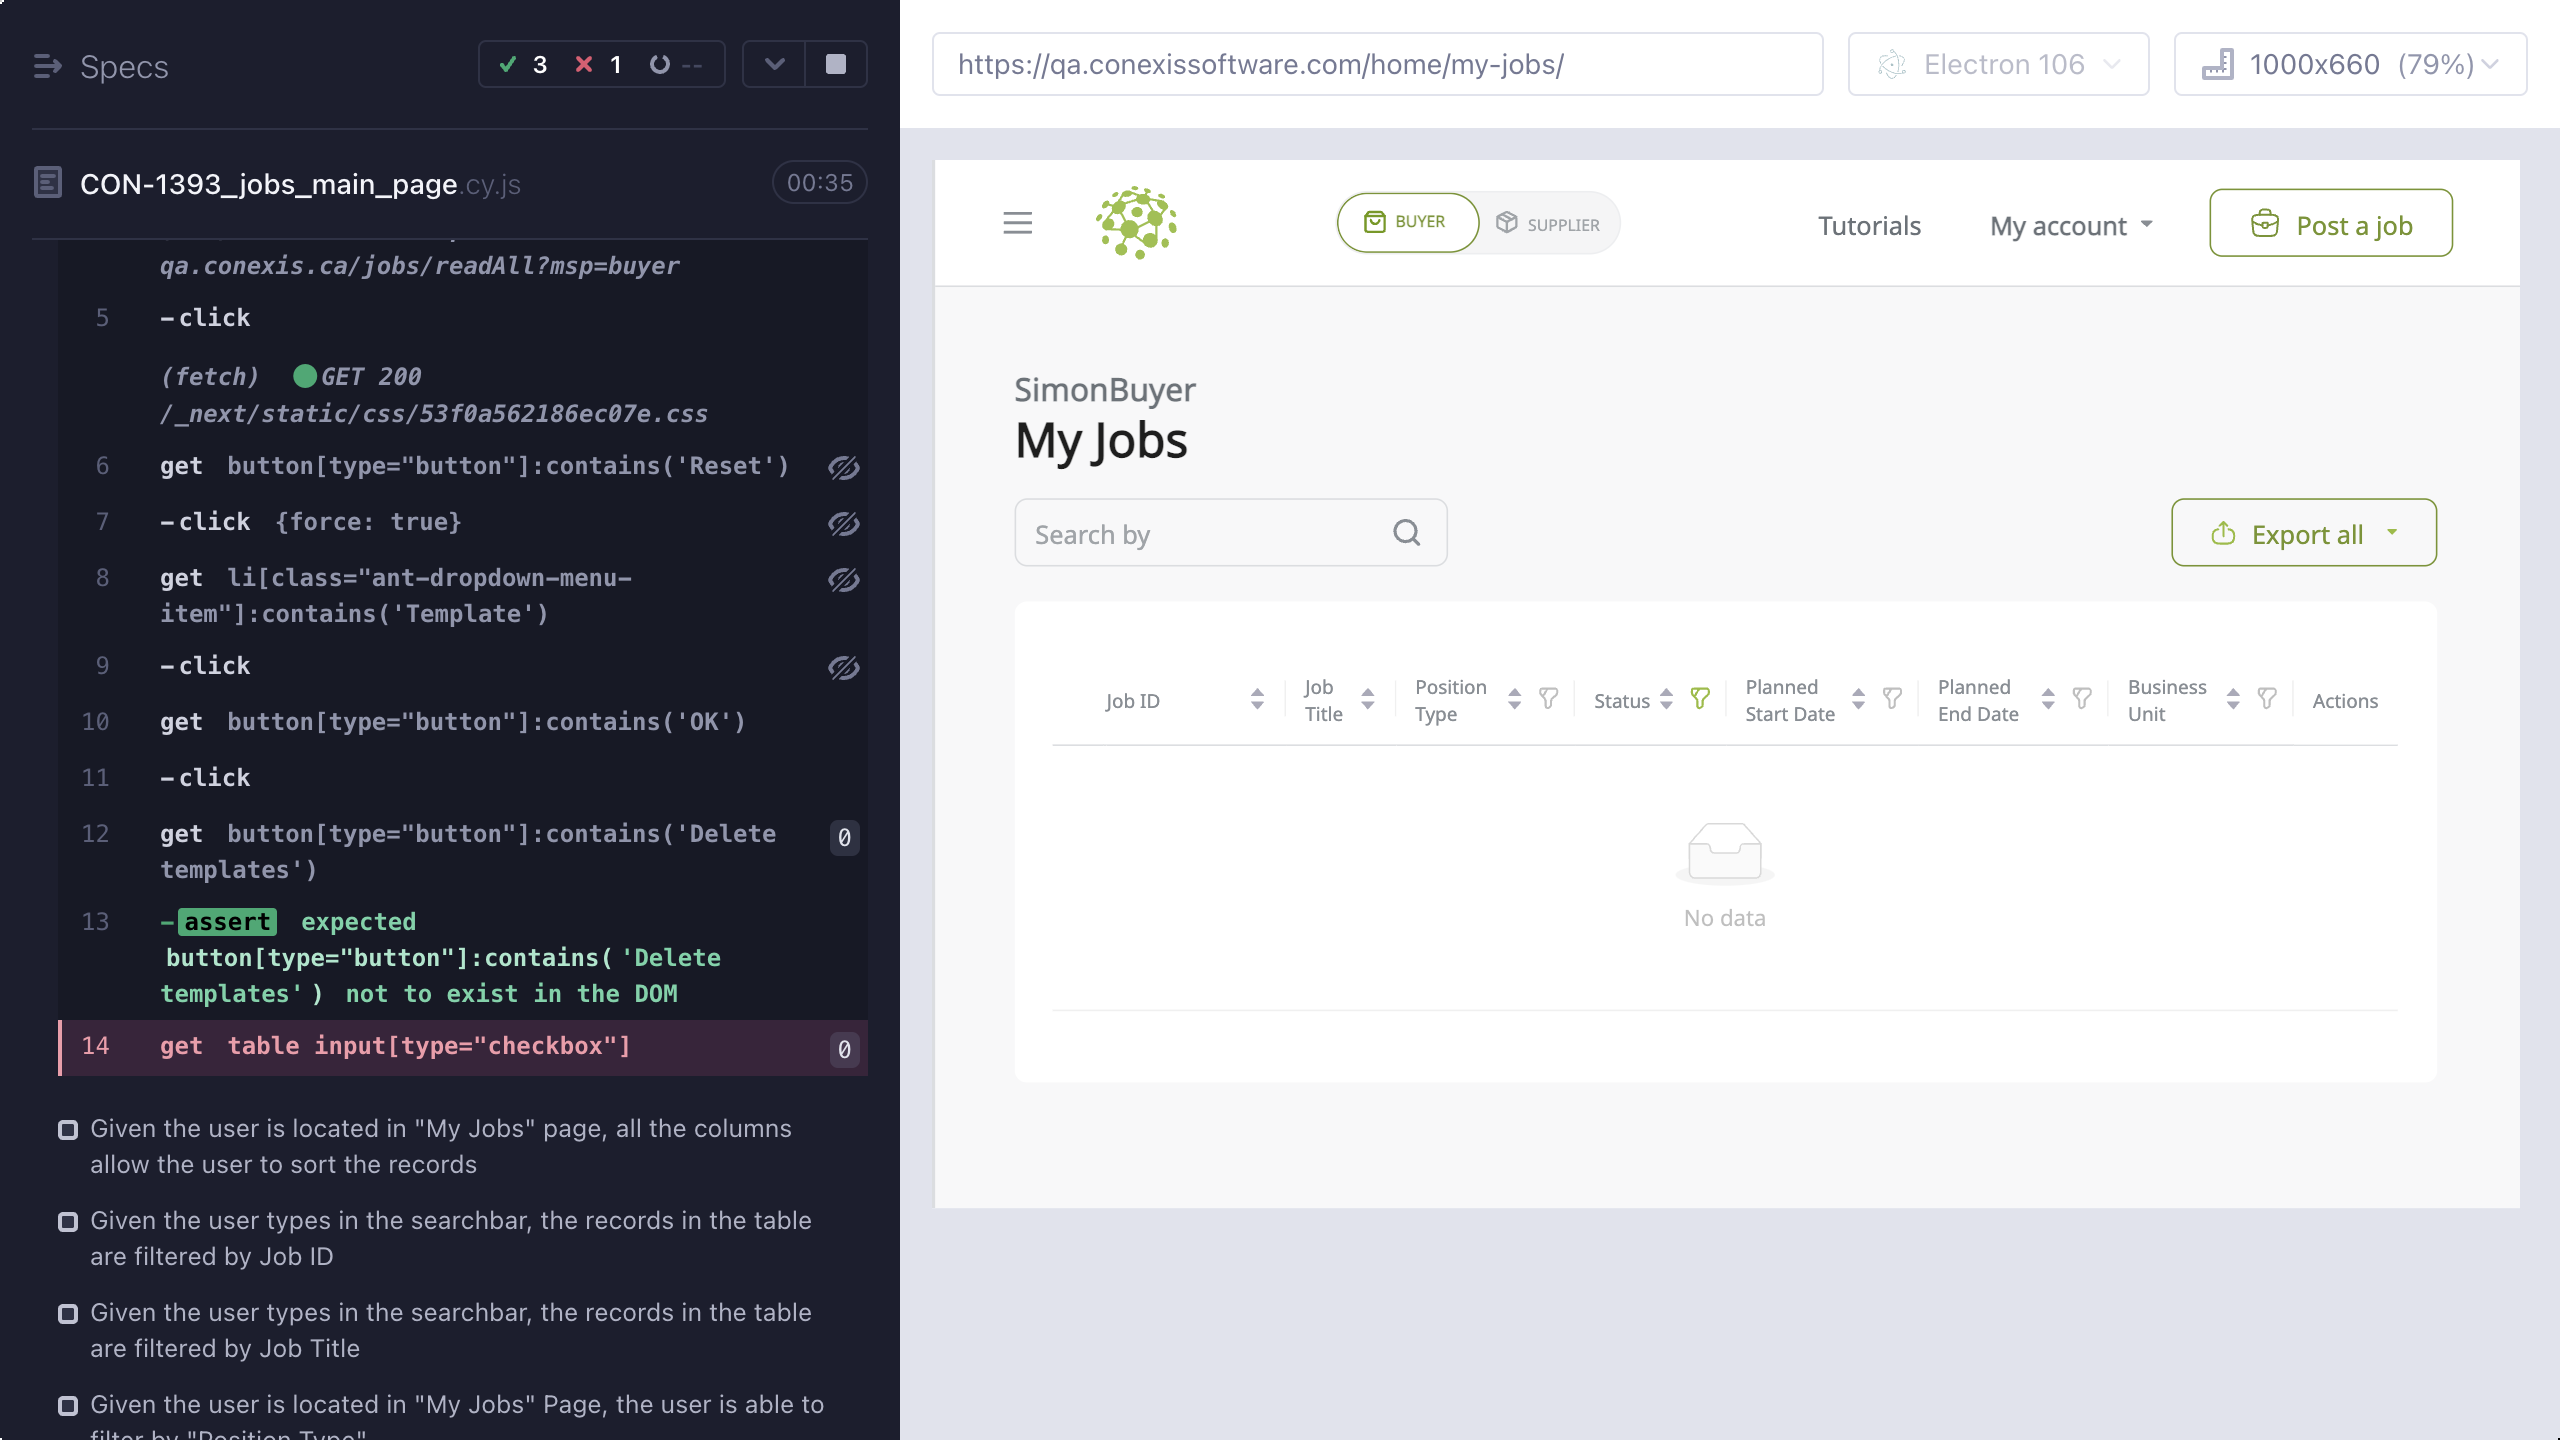 Specs
3
1
--
CON-1393_jobs_main_page.cy.js
00:35
qa.conexis.ca/jobs/readAll?msp=buyer
5 -click
(fetch) GET 200
/_next/static/css/53f0a562186ec07e.css
6 get button[type="button"]:contains('Reset')
7 -click {force: true}
8 get li[class="ant-dropdown-menu-
item"]:contains('Template')
9 -click
10 get button[type="button"]:contains('OK')
11 -click
12 get button[type="button"]:contains('Delete 0
templates')
13 -assert expected
button[type="button"]:contains('Delete
templates') not to exist in the DOM
14 get table input[type="checkbox"] 0
Given the user is located in "My Jobs" page, all the columns
allow the user to sort the records
Given the user types in the searchbar, the records in the table
are filtered by Job ID
Given the user types in the searchbar, the records in the table
are filtered by Job Title
Given the user is located in "My Jobs" Page, the user is able to
filter by "Position Type"
https://qa.conexissoftware.com/home/my-jobs/
Electron 106
1000x660 (79%)
BUYER
SUPPLIER
Tutorials
My account
Post a job
SimonBuyer
My Jobs
Search by
Export all
Job ID
Job
Title
Position
Type
Status
Planned
Start Date
Planned
End Date
Business
Unit
Actions
No data